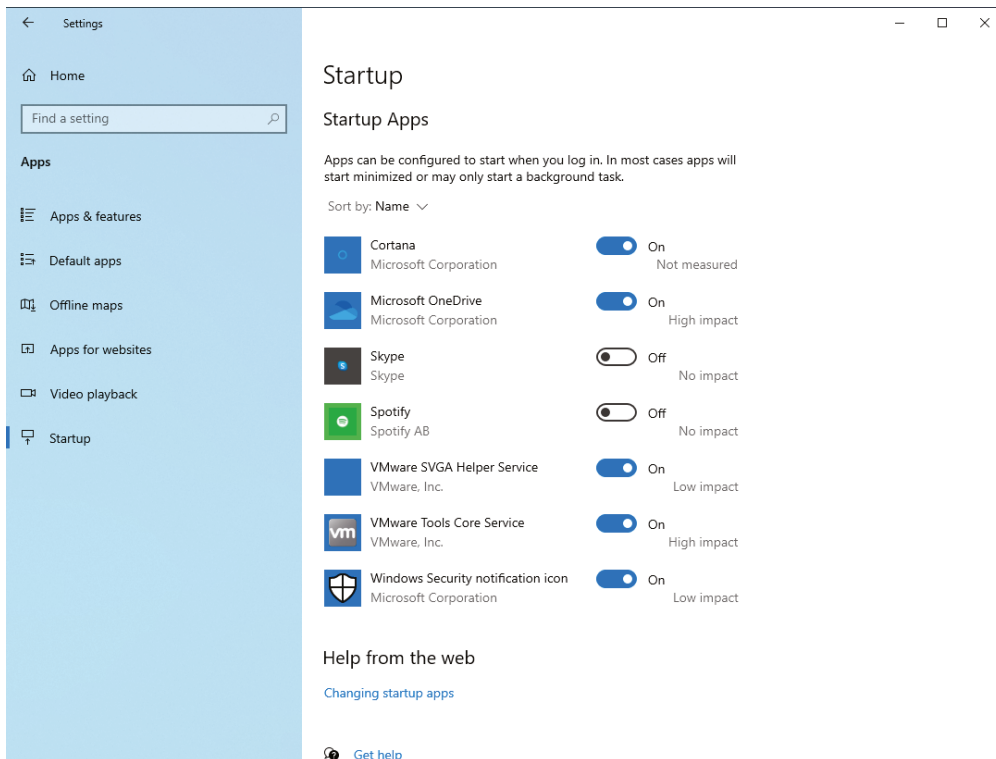 Settings
Home
Find a setting
Apps
Apps & features
Default apps
Offline maps
Apps for websites
Video playback
Startup
Startup
Startup Apps
Apps can be configured to start when you log in. In most cases apps will
start minimized or may only start a background task.
Sort by: Name
Cortana
On
Microsoft Corporation
Not measured
Microsoft OneDrive
On
Microsoft Corporation
High impact
Skype
Off
Skype
No impact
Spotify
Off
Spotify AB
No impact
VMware SVGA Helper Service
On
VMware, Inc.
Low impact
vm
VMware Tools Core Service
On
VMware, Inc.
High impact
Windows Security notification icon
On
Microsoft Corporation
Low impact
Help from the web
Changing startup apps
Get help